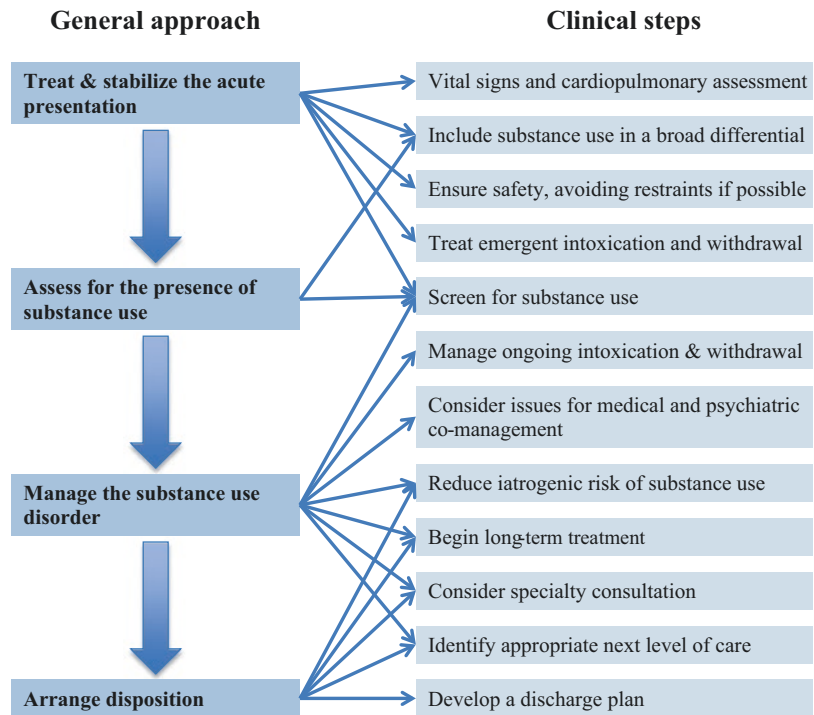 General approach
Clinical steps
Treat & stabilize the acute
presentation
Assess for the presence of
substance use
Manage the substance use
disorder
Arrange disposition
Vital signs and cardiopulmonary assessment
Include substance use in a broad differential
Ensure safety, avoiding restraints if possible
Treat emergent intoxication and withdrawal
Screen for substance use
Manage ongoing intoxication & withdrawal
Consider issues for medical and psychiatric
co-management
Reduce iatrogenic risk of substance use
Begin long-term treatment
Consider specialty consultation
Identify appropriate next level of care
Develop a discharge plan